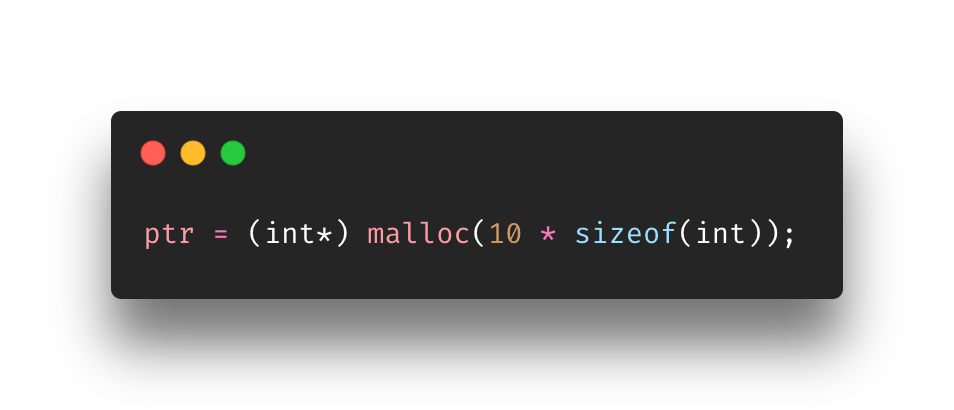 ptr = (int*) malloc(10 * sizeof(int));